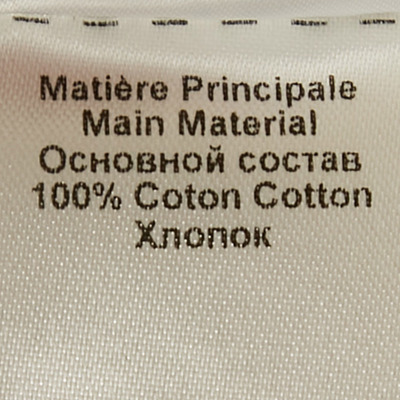 Matière Principale
Main Material
Основной состав
100% Coton Cotton
Хлопок